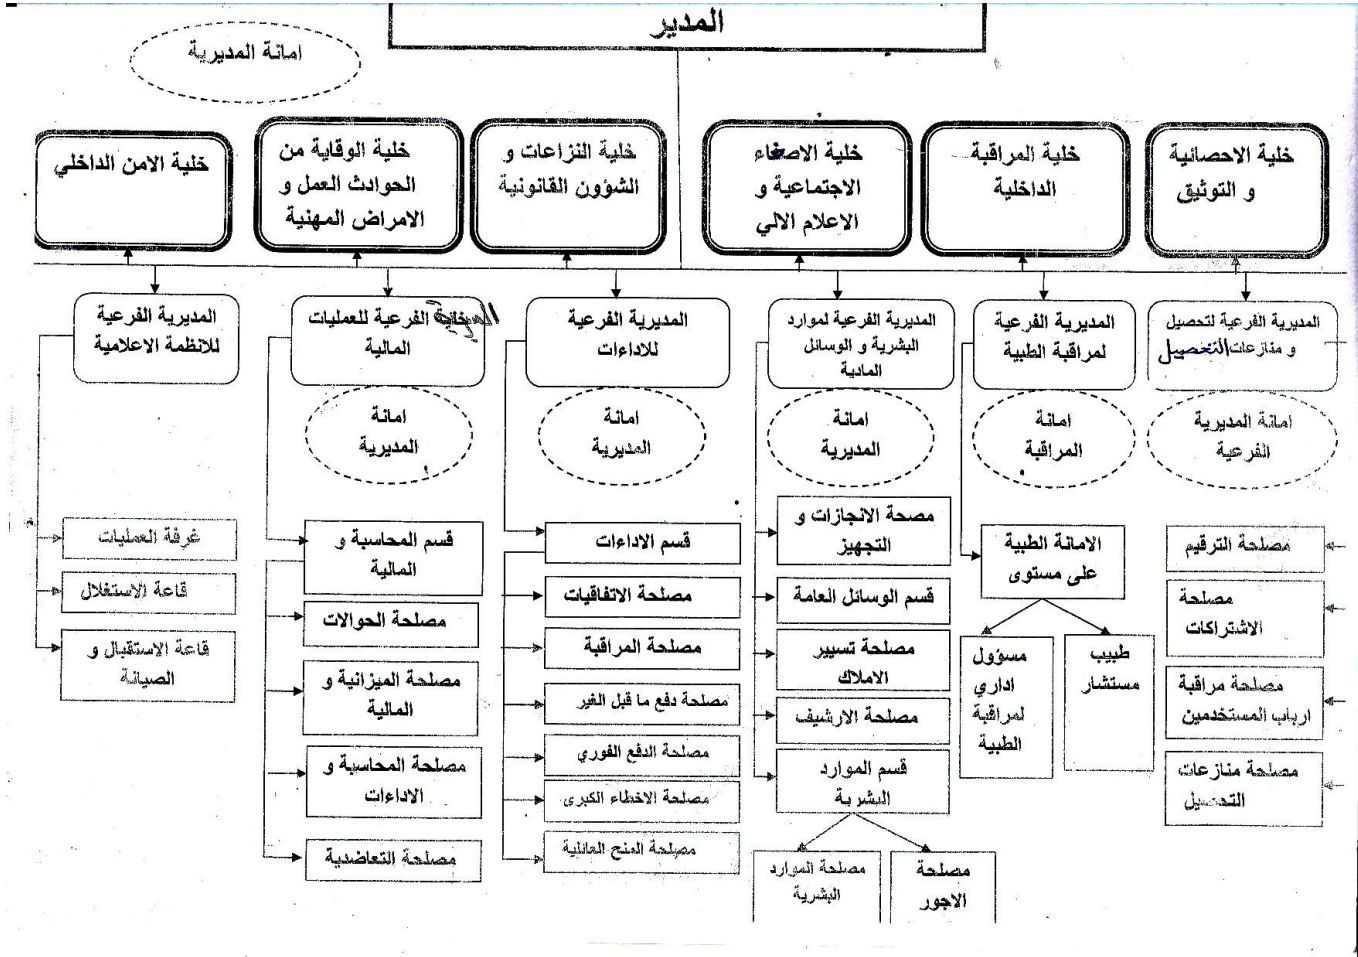 المدير
امانة المديرية
خلية الاحصائية
و التوثيق
خلية المراقبة
الداخلية
خلية الاصغاء
الاجتماعية و
الاعلام الالي
خلية النزاعات و
الشؤون القانونية
خلية الوقاية من
الحوادث العمل و
الامراض المهنية
خلية الامن الداخلي
المديرية الفرعية لتحصيل
و منازعات التحصيل
المديرية الفرعية
لمراقبة الطبية
المديرية الفرعية لموارد
البشرية و الوسائل
المادية
المديرية الفرعية
للاداءات
الفرعية للعمليات
المالية
المديرية الفرعية
للانظمة الاعلامية
امانة المديرية
الفرعية
امانة
المراقبة
امانة
المديرية
امانة
المديرية
امانة
المديرية
مصلحة الترقيم
مصلحة
الاشتراكات
مصلحة مراقبة
ارباب المستخدمين
مصلحة منازعات
التحصيل
الامانة الطبية
على مستوى
طبيب
مستشار
مسؤول
اداري
لمراقبة
الطبية
مصحة الانجازات و
التجهيز
قسم الوسائل العامة
مصلحة تسيير
الاملاك
مصلحة الارشيف
قسم الموارد
البشرية
مصلحة
الاجور
مصلحة الموارد
البشرية
قسم الاداءات
مصلحة الاتفاقيات
مصلحة المراقبة
مصلحة دفع ما قبل الغير
مصلحة الدفع الفوري
مصلحة الاخطاء الكبرى
مصلحة المنح العائلية
قسم المحاسبة و
المالية
مصلحة الحوالات
مصلحة الميزانية و
المالية
مصلحة المحاسبة و
الاداءات
مصلحة التعاضدية
غرفة العمليات
قاعة الاستغلال
قاعة الاستقبال و
الصيانة